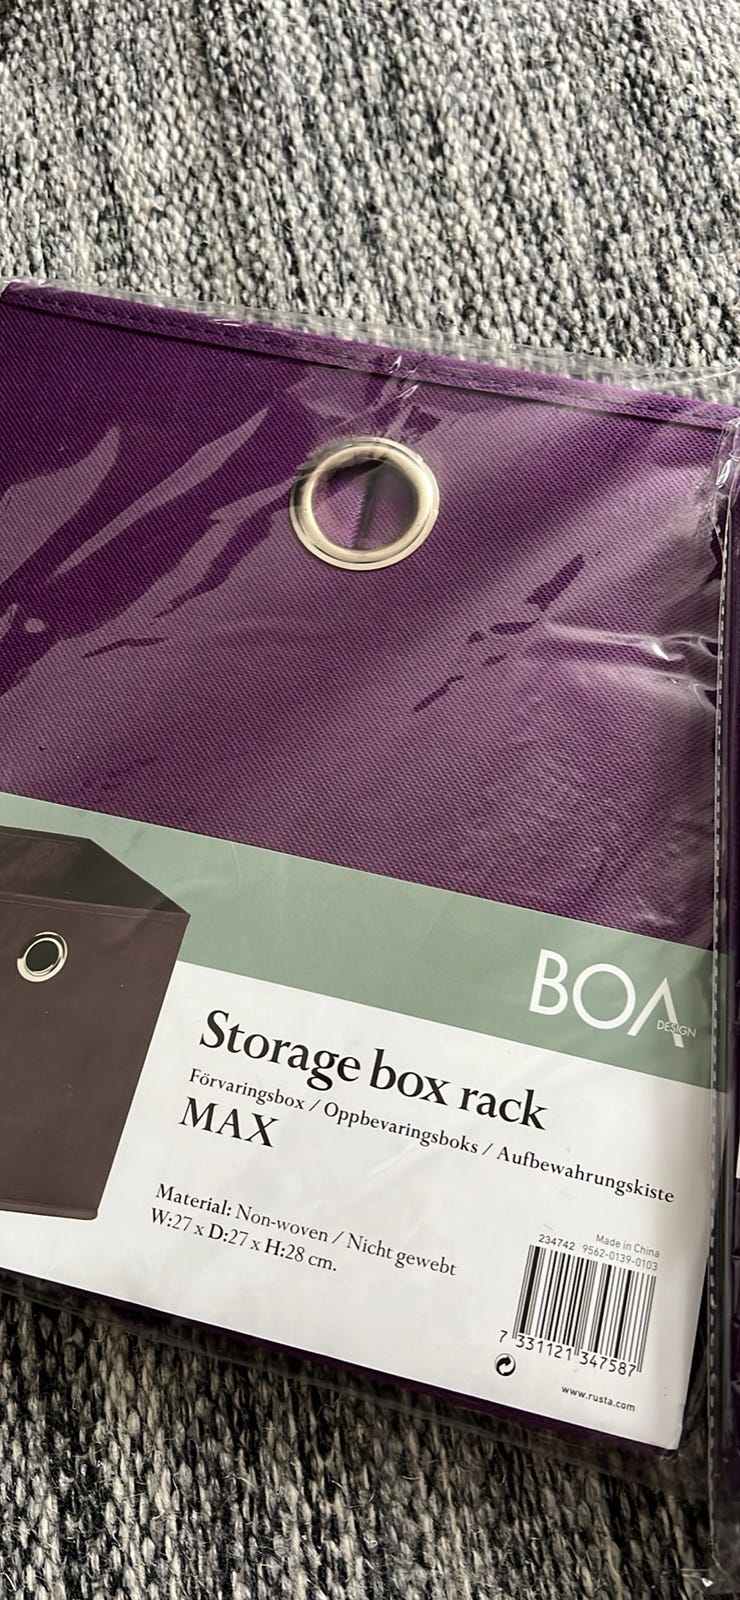 BOA
DESIGN
Storage box rack
Förvaringsbox / Oppbevaringsboks / Aufbewahrungskiste
MAX
Material: Non-woven / Nicht gewebt
W:27 x D:27 x H:28 cm.
Made in China
234742 9562-0139-0103
7 331121 347587
www.rusta.com